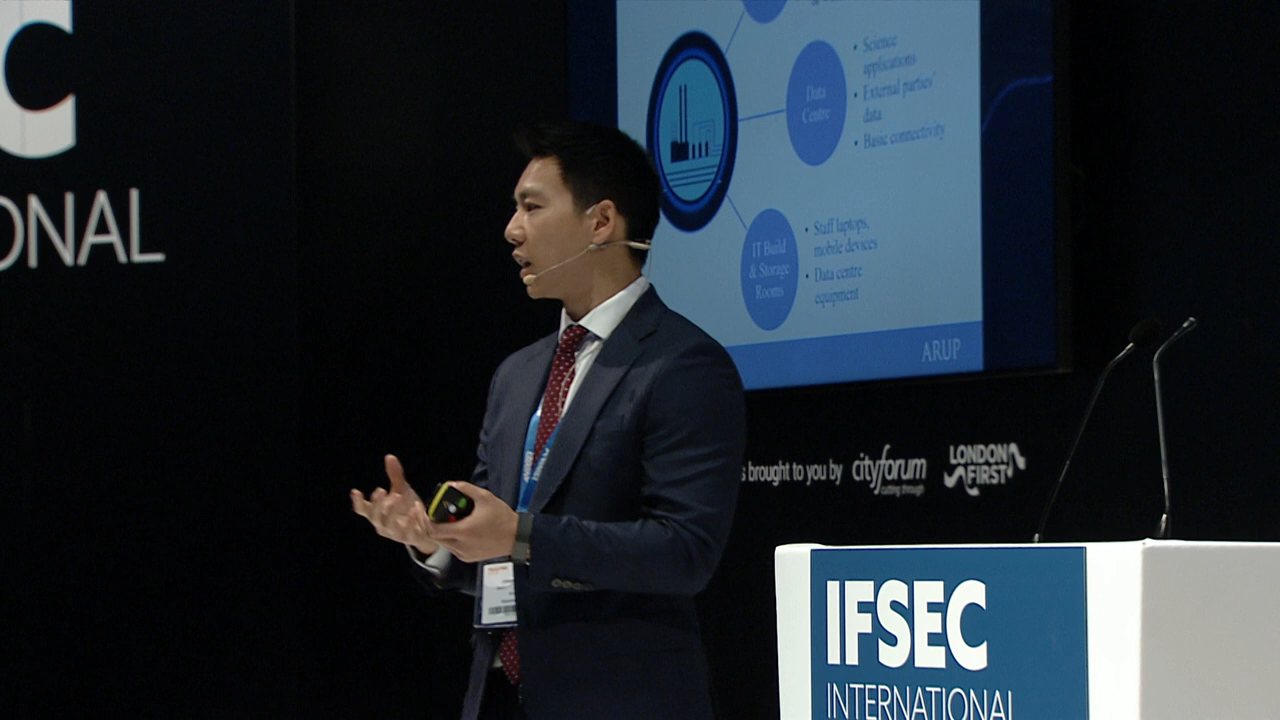 C
ONAL
Data
Centre
• Science
applications
• External parties'
data
• Basic connectivity
IT Build
& Storage
Rooms
• Staff laptops,
mobile devices
• Data centre
equipment
ARUP
brought to you by
cityforum
cutting through
LONDON
FIRST
IFSEC
INTERNATIONAL